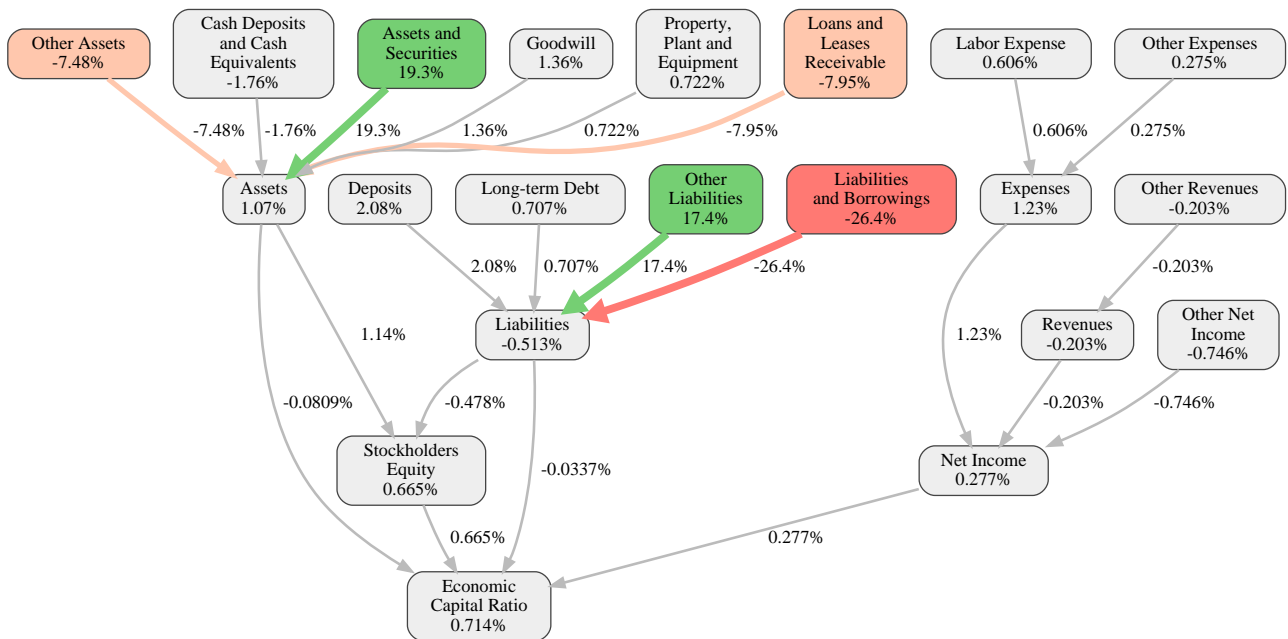 Other Assets
-7.48%
Cash Deposits
and Cash
Equivalents
-1.76%
Assets and
Securities
19.3%
Goodwill
1.36%
Property,
Plant and
Equipment
0.722%
Loans and
Leases
Receivable
-7.95%
Labor Expense
0.606%
Other Expenses
0.275%
-7.48%
-1.76%
19.3%
1.36%
0.722%
-7.95%
0.606%
0.275%
Assets
1.07%
Deposits
2.08%
Long-term Debt
0.707%
Other
Liabilities
17.4%
Liabilities
and Borrowings
-26.4%
Expenses
1.23%
Other Revenues
-0.203%
2.08%
0.707%
17.4%
-26.4%
-0.203%
Liabilities
-0.513%
Revenues
-0.203%
Other Net
Income
-0.746%
1.14%
1.23%
-0.0809%
-0.478%
-0.203%
-0.746%
Stockholders
Equity
0.665%
-0.0337%
Net Income
0.277%
0.665%
0.277%
Economic
Capital Ratio
0.714%